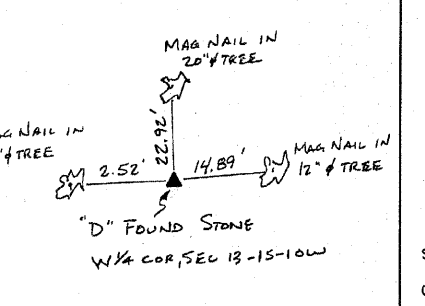 MAG NAIL IN
20"⌀ TREE
22.92'
G NAIL IN
"⌀ TREE
2.52'
14.89'
MAG NAIL IN
12" ⌀ TREE
"D" FOUND STONE
W 1/4 COR, SEC 13-15-10W